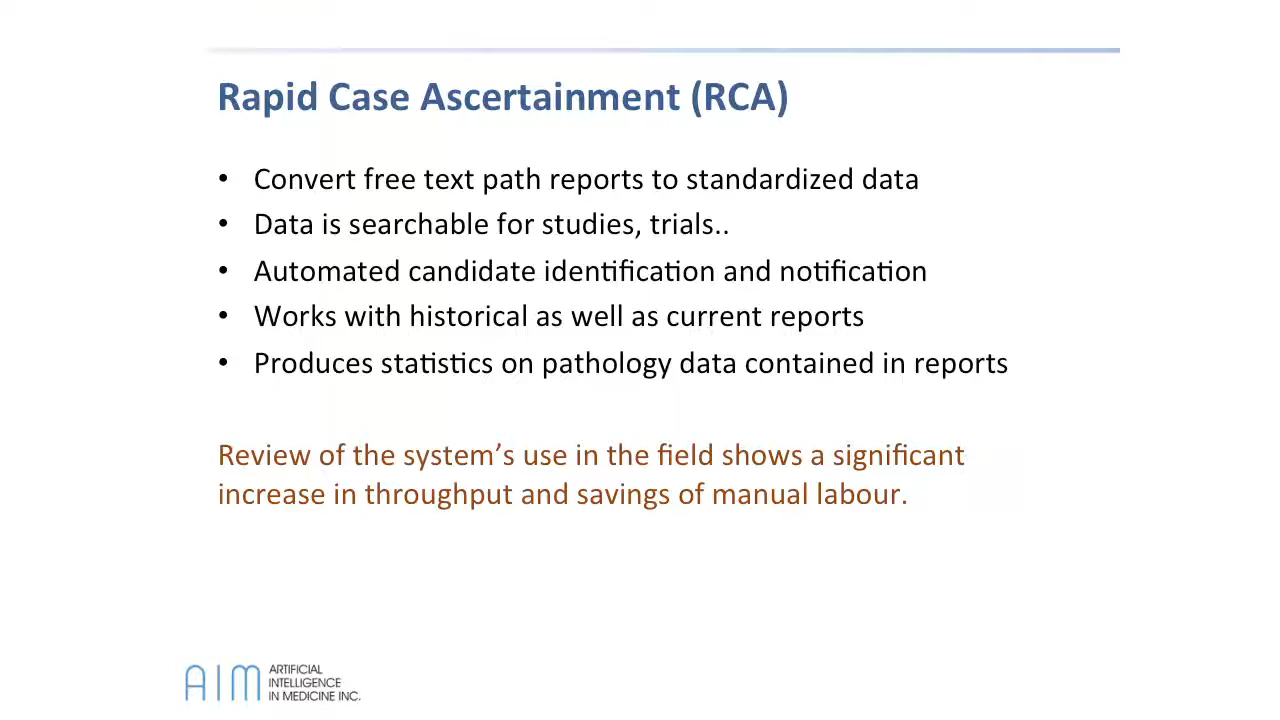 Rapid Case Ascertainment (RCA)
• Convert free text path reports to standardized data
• Data is searchable for studies, trials..
• Automated candidate identification and notification
• Works with historical as well as current reports
• Produces statistics on pathology data contained in reports
Review of the system’s use in the field shows a significant
increase in throughput and savings of manual labour.
AIM
ARTIFICIAL
INTELLIGENCE
IN MEDICINE INC.